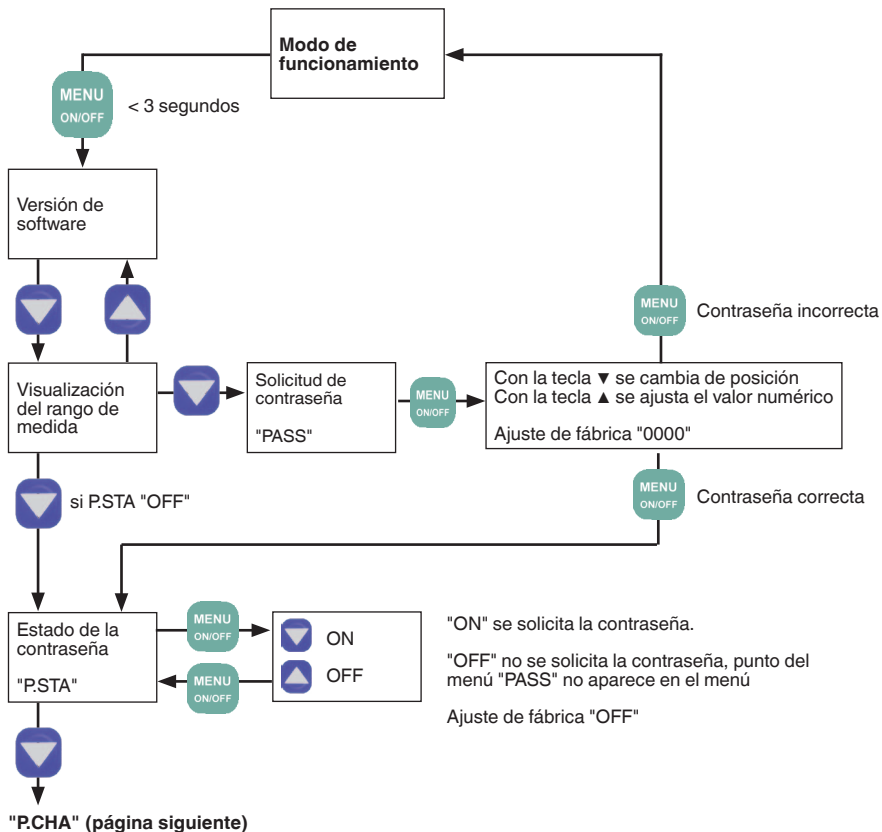 Modo de
funcionamiento
MENU
ON/OFF
< 3 segundos
Versión de
software
MENU
ON/OFF
Contraseña incorrecta
Visualización
del rango de
medida
Solicitud de
contraseña
"PASS"
MENU
ON/OFF
Con la tecla ▼ se cambia de posición
Con la tecla ▲ se ajusta el valor numérico
Ajuste de fábrica "0000"
si P.STA "OFF"
MENU
ON/OFF
Contraseña correcta
Estado de la
contraseña
"P.STA"
MENU
ON/OFF
MENU
ON/OFF
ON
OFF
"ON" se solicita la contraseña.
"OFF" no se solicita la contraseña, punto del
menú "PASS" no aparece en el menú
Ajuste de fábrica "OFF"
"P.CHA" (página siguiente)